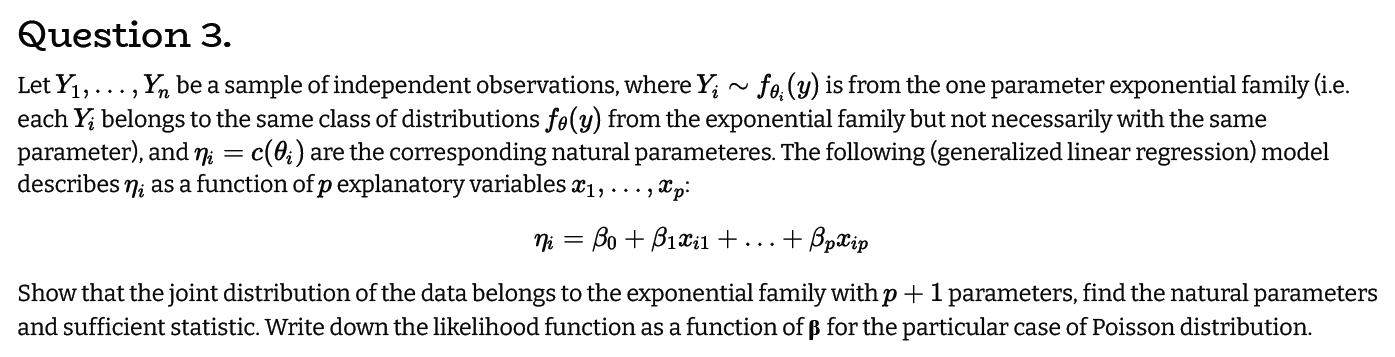 Question 3.
Let Y₁, . . . , Yₙ be a sample of independent observations, where Yᵢ ∼ f_{θᵢ}(y) is from the one parameter exponential family (i.e.
each Yᵢ belongs to the same class of distributions f_θ(y) from the exponential family but not necessarily with the same
parameter), and ηᵢ = c(θᵢ) are the corresponding natural parameteres. The following (generalized linear regression) model
describes ηᵢ as a function of p explanatory variables x₁, . . . , xₚ:
ηᵢ = β₀ + β₁xᵢ₁ + . . . + βₚxᵢₚ
Show that the joint distribution of the data belongs to the exponential family with p + 1 parameters, find the natural parameters
and sufficient statistic. Write down the likelihood function as a function of β for the particular case of Poisson distribution.